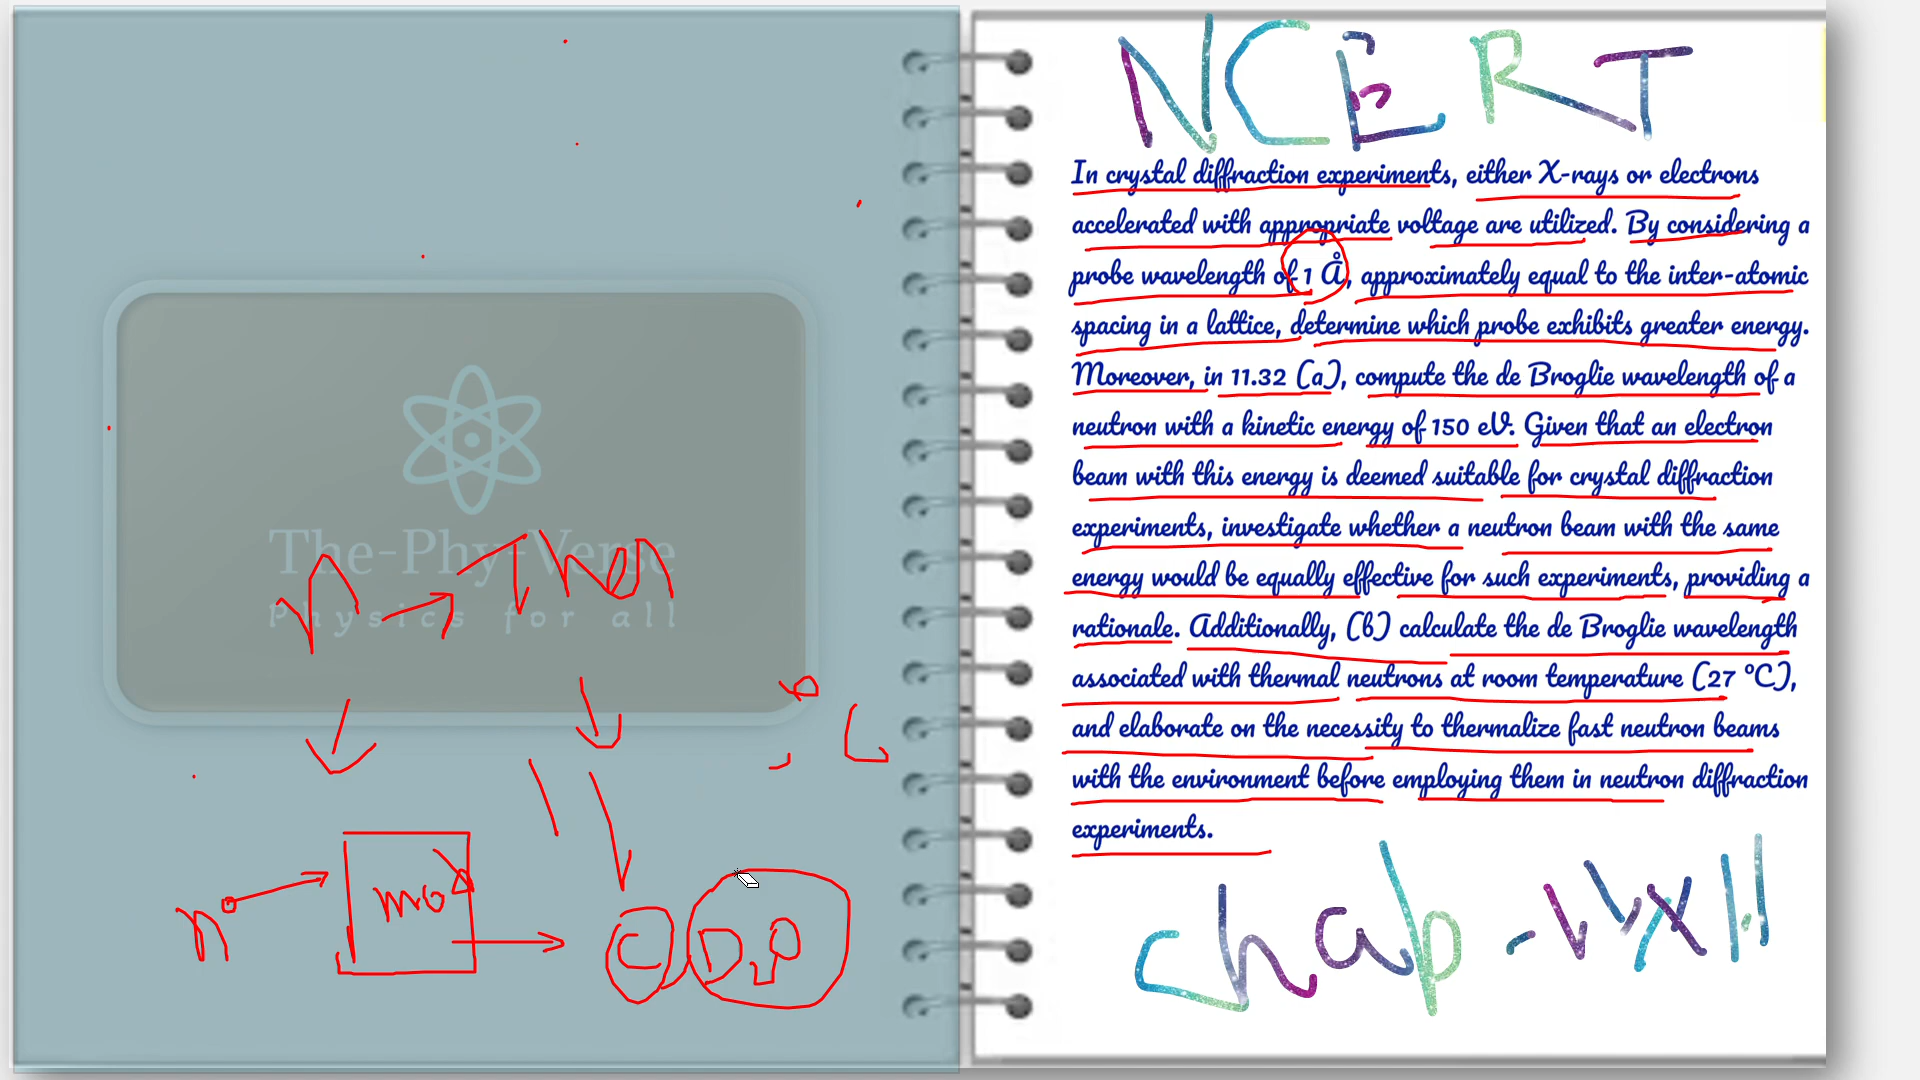 The-Phy-Verse
Physics for all
n → Then
n
mod
C D P
NCERT
In crystal diffraction experiments, either X-rays or electrons
accelerated with appropriate voltage are utilized. By considering a
probe wavelength of 1 Å, approximately equal to the inter-atomic
spacing in a lattice, determine which probe exhibits greater energy.
Moreover, in 11.32 (a), compute the de Broglie wavelength of a
neutron with a kinetic energy of 150 eV. Given that an electron
beam with this energy is deemed suitable for crystal diffraction
experiments, investigate whether a neutron beam with the same
energy would be equally effective for such experiments, providing a
rationale. Additionally, (b) calculate the de Broglie wavelength
associated with thermal neutrons at room temperature (27 °C),
and elaborate on the necessity to thermalize fast neutron beams
with the environment before employing them in neutron diffraction
experiments.
chap -